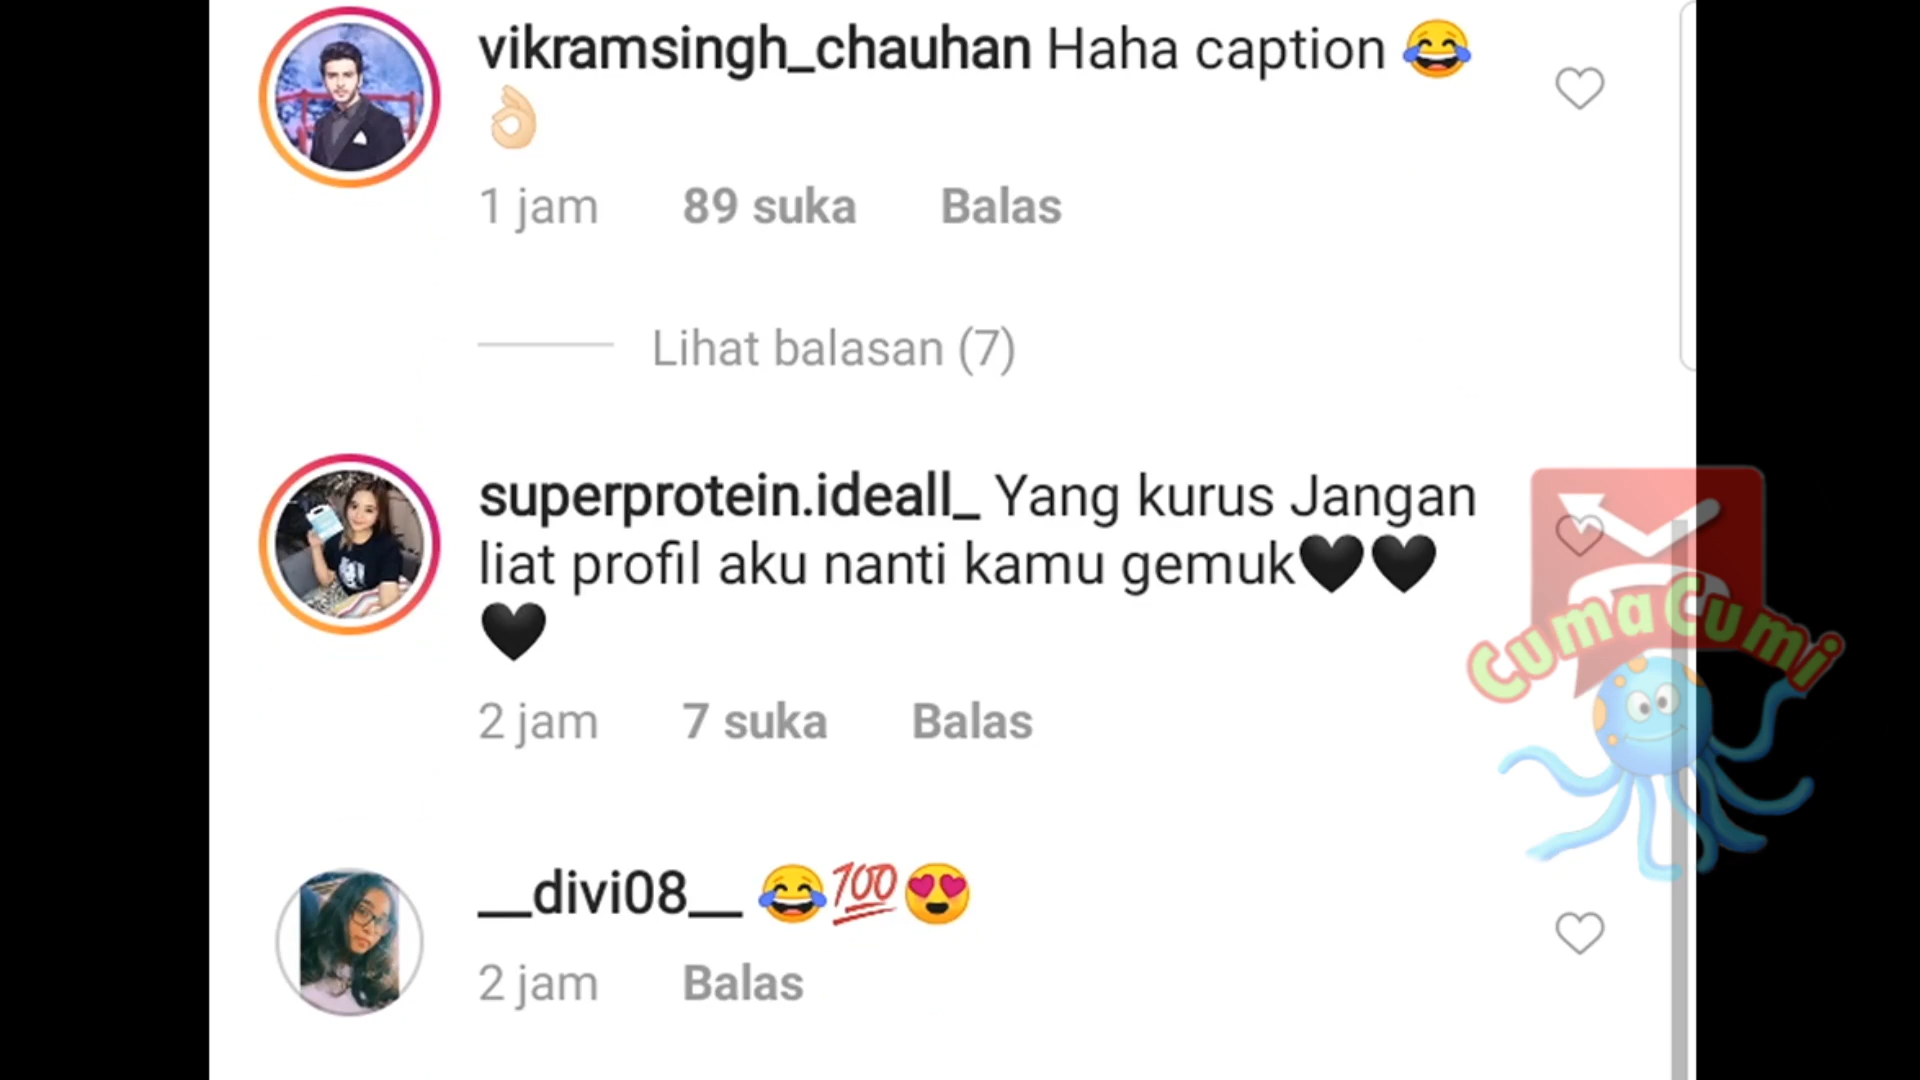 vikramsingh_chauhan Haha caption 😂
👌🏻
1 jam 89 suka Balas
Lihat balasan (7)
superprotein.ideall_ Yang kurus Jangan
liat profil aku nanti kamu gemuk🖤🖤
🖤
2 jam 7 suka Balas
CumaCumi
__divi08__ 😂💯😍
2 jam Balas